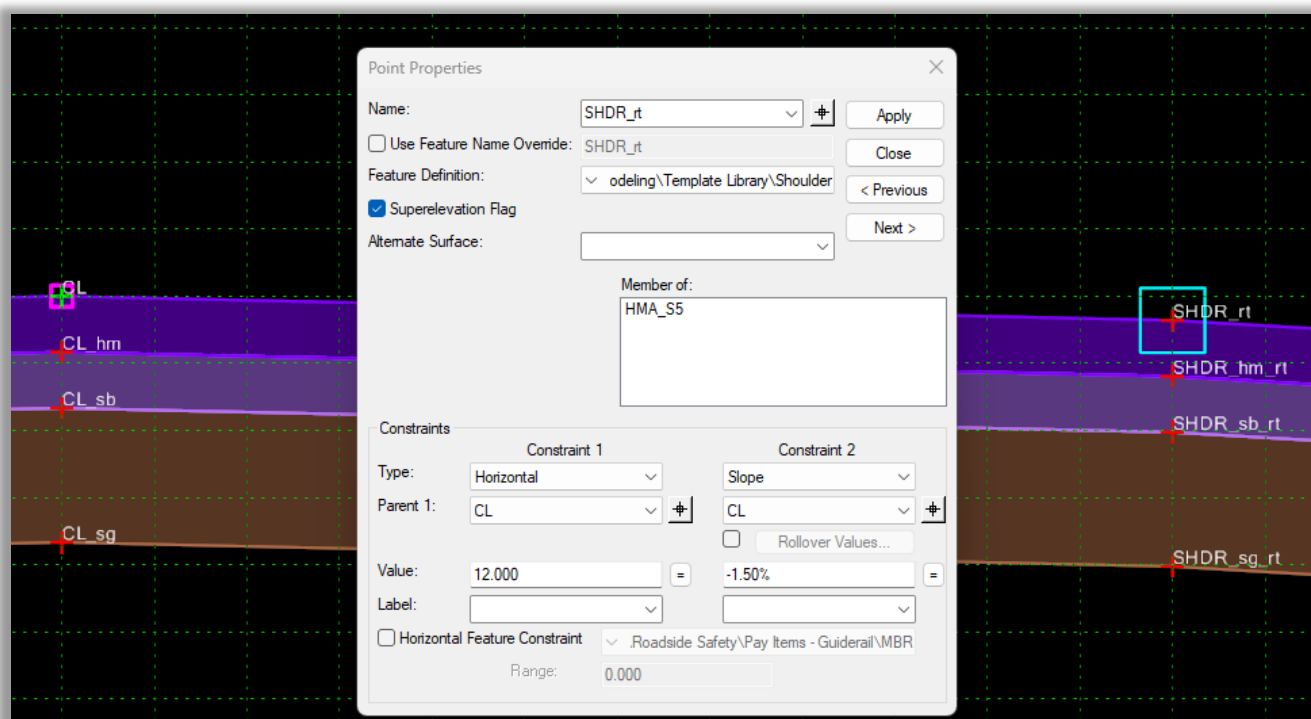 Point Properties
Name:
SHDR_rt
Apply
Use Feature Name Override:
SHDR_rt
Close
Feature Definition:
odeling\Template Library\Shoulder
< Previous
Superelevation Flag
Next >
Alternate Surface:
Member of:
HMA_S5
CL
CL_hm
CL_sb
CL_sg
SHDR_rt
SHDR_hm_rt
SHDR_sb_rt
SHDR_sg_rt
Constraints
Constraint 1
Constraint 2
Type:
Horizontal
Slope
Parent 1:
CL
CL
Rollover Values...
Value:
12.000
=
-1.50%
=
Label:
Horizontal Feature Constraint
.Roadside Safety\Pay Items - Guiderail\MBR
Range:
0.000